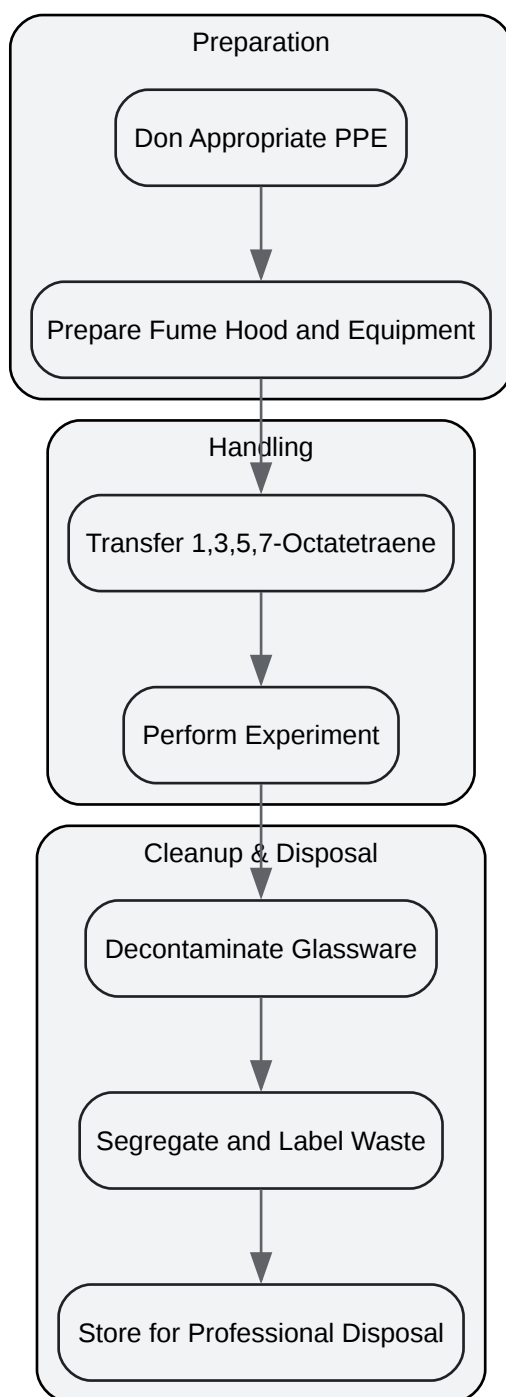 Preparation
Don Appropriate PPE
Prepare Fume Hood and Equipment
Handling
Transfer 1,3,5,7-Octatetraene
Perform Experiment
Cleanup & Disposal
Decontaminate Glassware
Segregate and Label Waste
Store for Professional Disposal